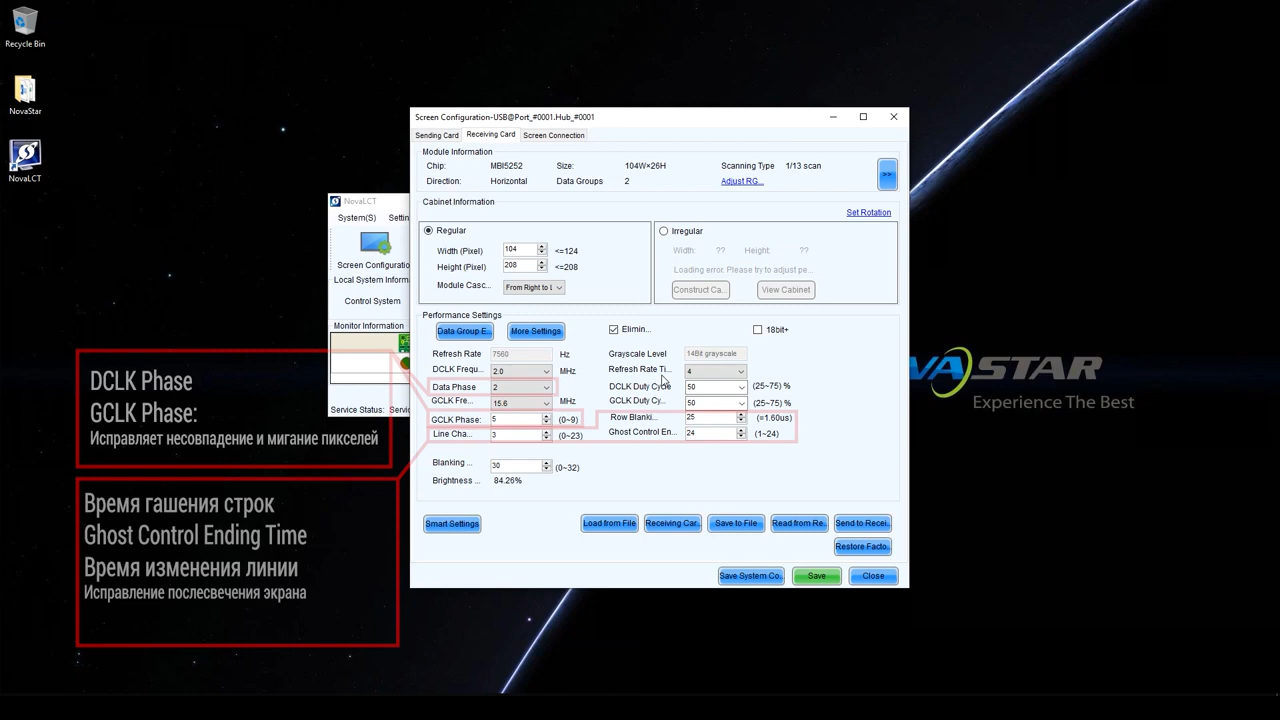 Recycle Bin
NovaStar
NovaLCT
NovaLCT
System(S) Settin
Screen Configuratio
Local System Inform
Control System
Monitor Information
Service Status: Serv
Screen Configuration-USB@Port_#0001.Hub_#0001
Sending Card Receiving Card Screen Connection
Module Information
Chip: MBI5252 Size: 104W×26H Scanning Type 1/13 scan
Direction: Horizontal Data Groups 2 Adjust RG...
>>
Cabinet Information
Set Rotation
Regular
Width (Pixel) 104 <=124
Height (Pixel) 208 <=208
Module Casc... From Right to L
Irregular
Width: ?? Height: ??
Loading error. Please try to adjust pe...
Construct Ca... View Cabinet
Performance Settings
Data Group E... More Settings Elimin... 18bit+
Refresh Rate 7560 Hz Grayscale Level 14Bit grayscale
DCLK Frequ... 2.0 MHz Refresh Rate Ti... 4
Data Phase 2 DCLK Duty Cycle 50 (25~75) %
GCLK Fre... 15.6 MHz GCLK Duty Cy... 50 (25~75) %
GCLK Phase: 5 (0~9) Row Blanki... 25 (=1.60us)
Line Cha... 3 (0~23) Ghost Control En... 24 (1~24)
Blanking ... 30 (0~32)
Brightness ... 84.26%
Smart Settings Load from File Receiving Car... Save to File Read from Re... Send to Recei...
Restore Facto...
Save System Co... Save Close
DCLK Phase
GCLK Phase:
Исправляет несовпадение и мигание пикселей
Время гашения строк
Ghost Control Ending Time
Время изменения линии
Исправление послесвечения экрана
VA STAR
Experience The Best